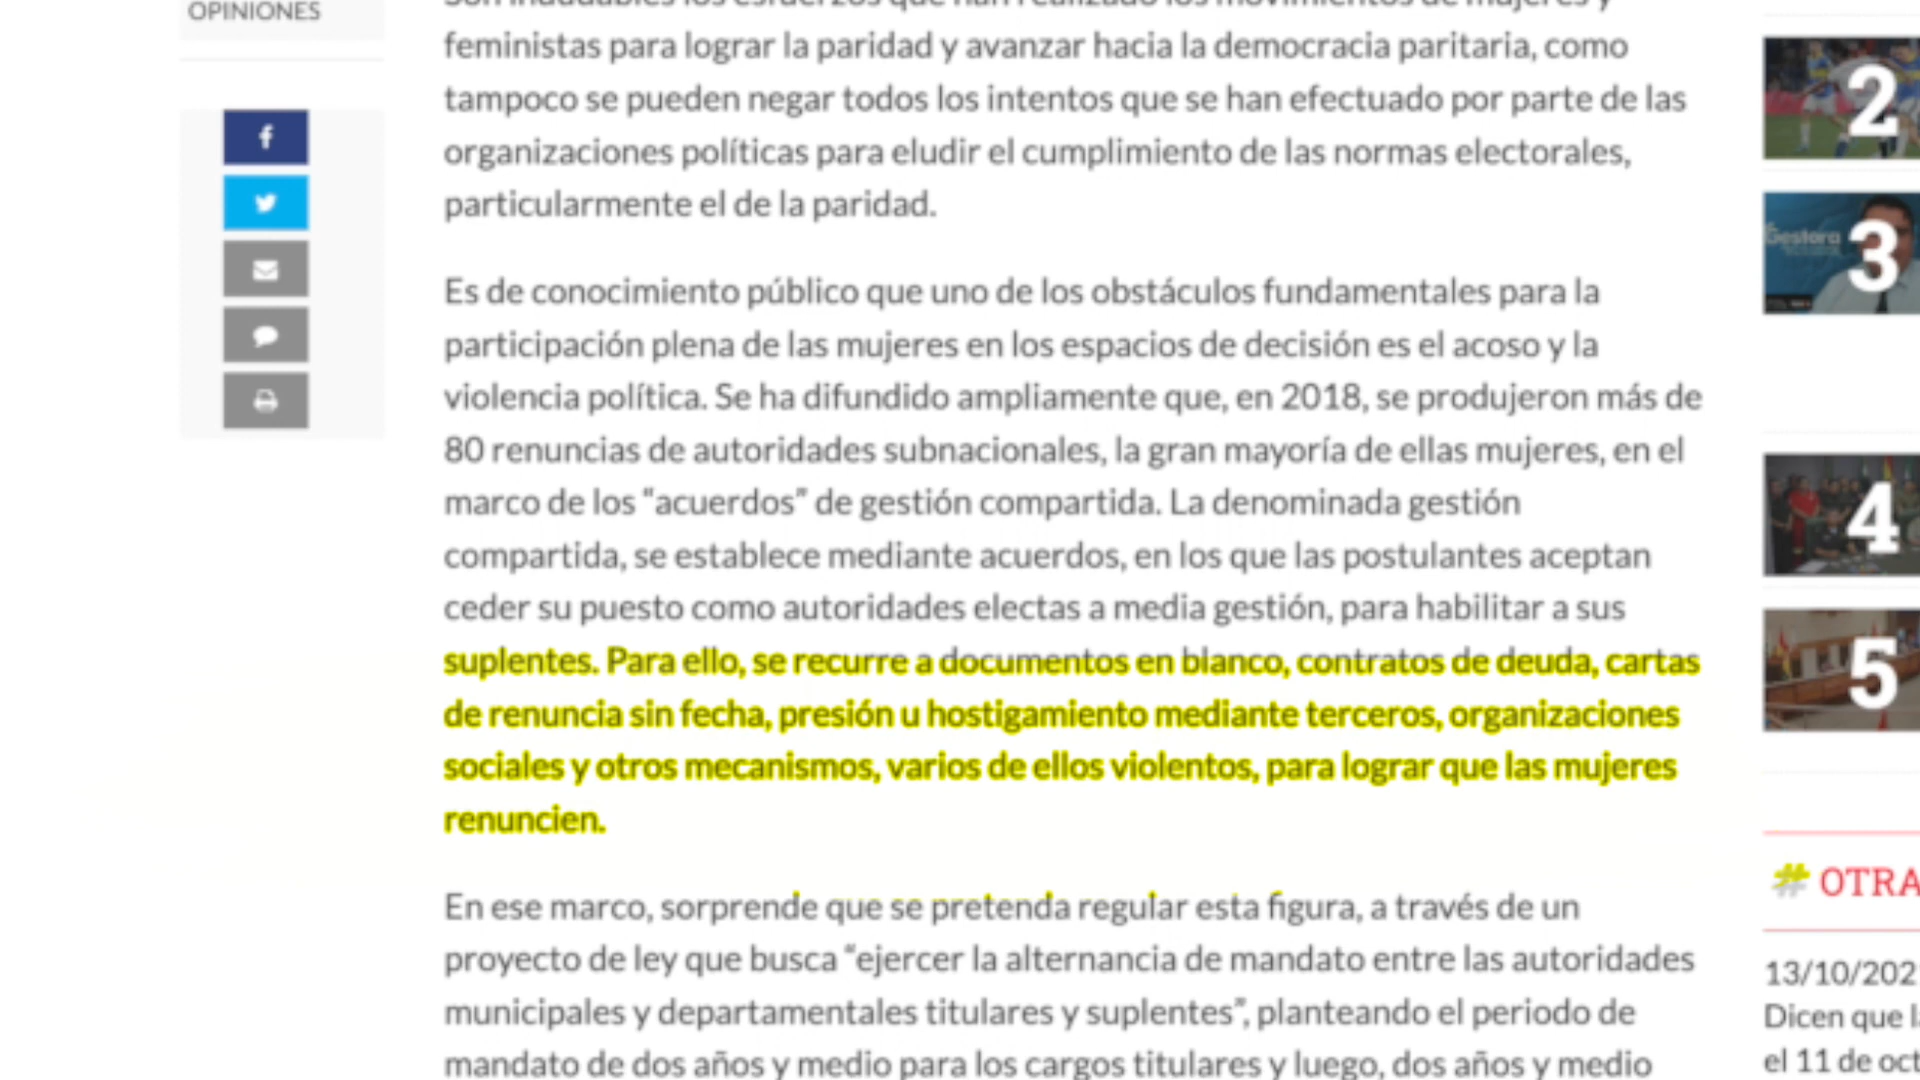 OPINIONES
feministas para lograr la paridad y avanzar hacia la democracia paritaria, como
tampoco se pueden negar todos los intentos que se han efectuado por parte de las
organizaciones políticas para eludir el cumplimiento de las normas electorales,
particularmente el de la paridad.
Es de conocimiento público que uno de los obstáculos fundamentales para la
participación plena de las mujeres en los espacios de decisión es el acoso y la
violencia política. Se ha difundido ampliamente que, en 2018, se produjeron más de
80 renuncias de autoridades subnacionales, la gran mayoría de ellas mujeres, en el
marco de los “acuerdos” de gestión compartida. La denominada gestión
compartida, se establece mediante acuerdos, en los que las postulantes aceptan
ceder su puesto como autoridades electas a media gestión, para habilitar a sus
suplentes. Para ello, se recurre a documentos en blanco, contratos de deuda, cartas
de renuncia sin fecha, presión u hostigamiento mediante terceros, organizaciones
sociales y otros mecanismos, varios de ellos violentos, para lograr que las mujeres
renuncien.
En ese marco, sorprende que se pretenda regular esta figura, a través de un
proyecto de ley que busca “ejercer la alternancia de mandato entre las autoridades
municipales y departamentales titulares y suplentes”, planteando el periodo de
mandato de dos años y medio para los cargos titulares y luego, dos años y medio
2
Gestora
3
4
5
# OTRA
13/10/202
Dicen que l
el 11 de oct